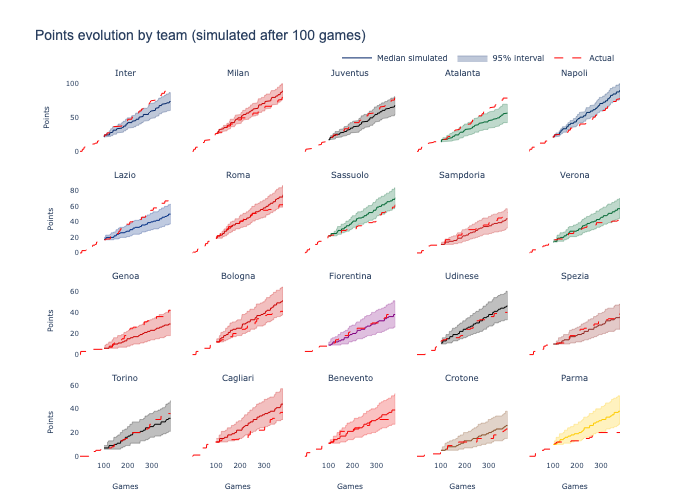 Points evolution by team (simulated after 100 games)
Median simulated 95% interval Actual
Inter Milan Juventus Atalanta Napoli
100
50
0
Points
Lazio Roma Sassuolo Sampdoria Verona
80
60
40
20
0
Points
Genoa Bologna Fiorentina Udinese Spezia
60
40
20
0
Points
Torino Cagliari Benevento Crotone Parma
60
40
20
0
Points
100 200 300 100 200 300 100 200 300 100 200 300 100 200 300
Games Games Games Games Games